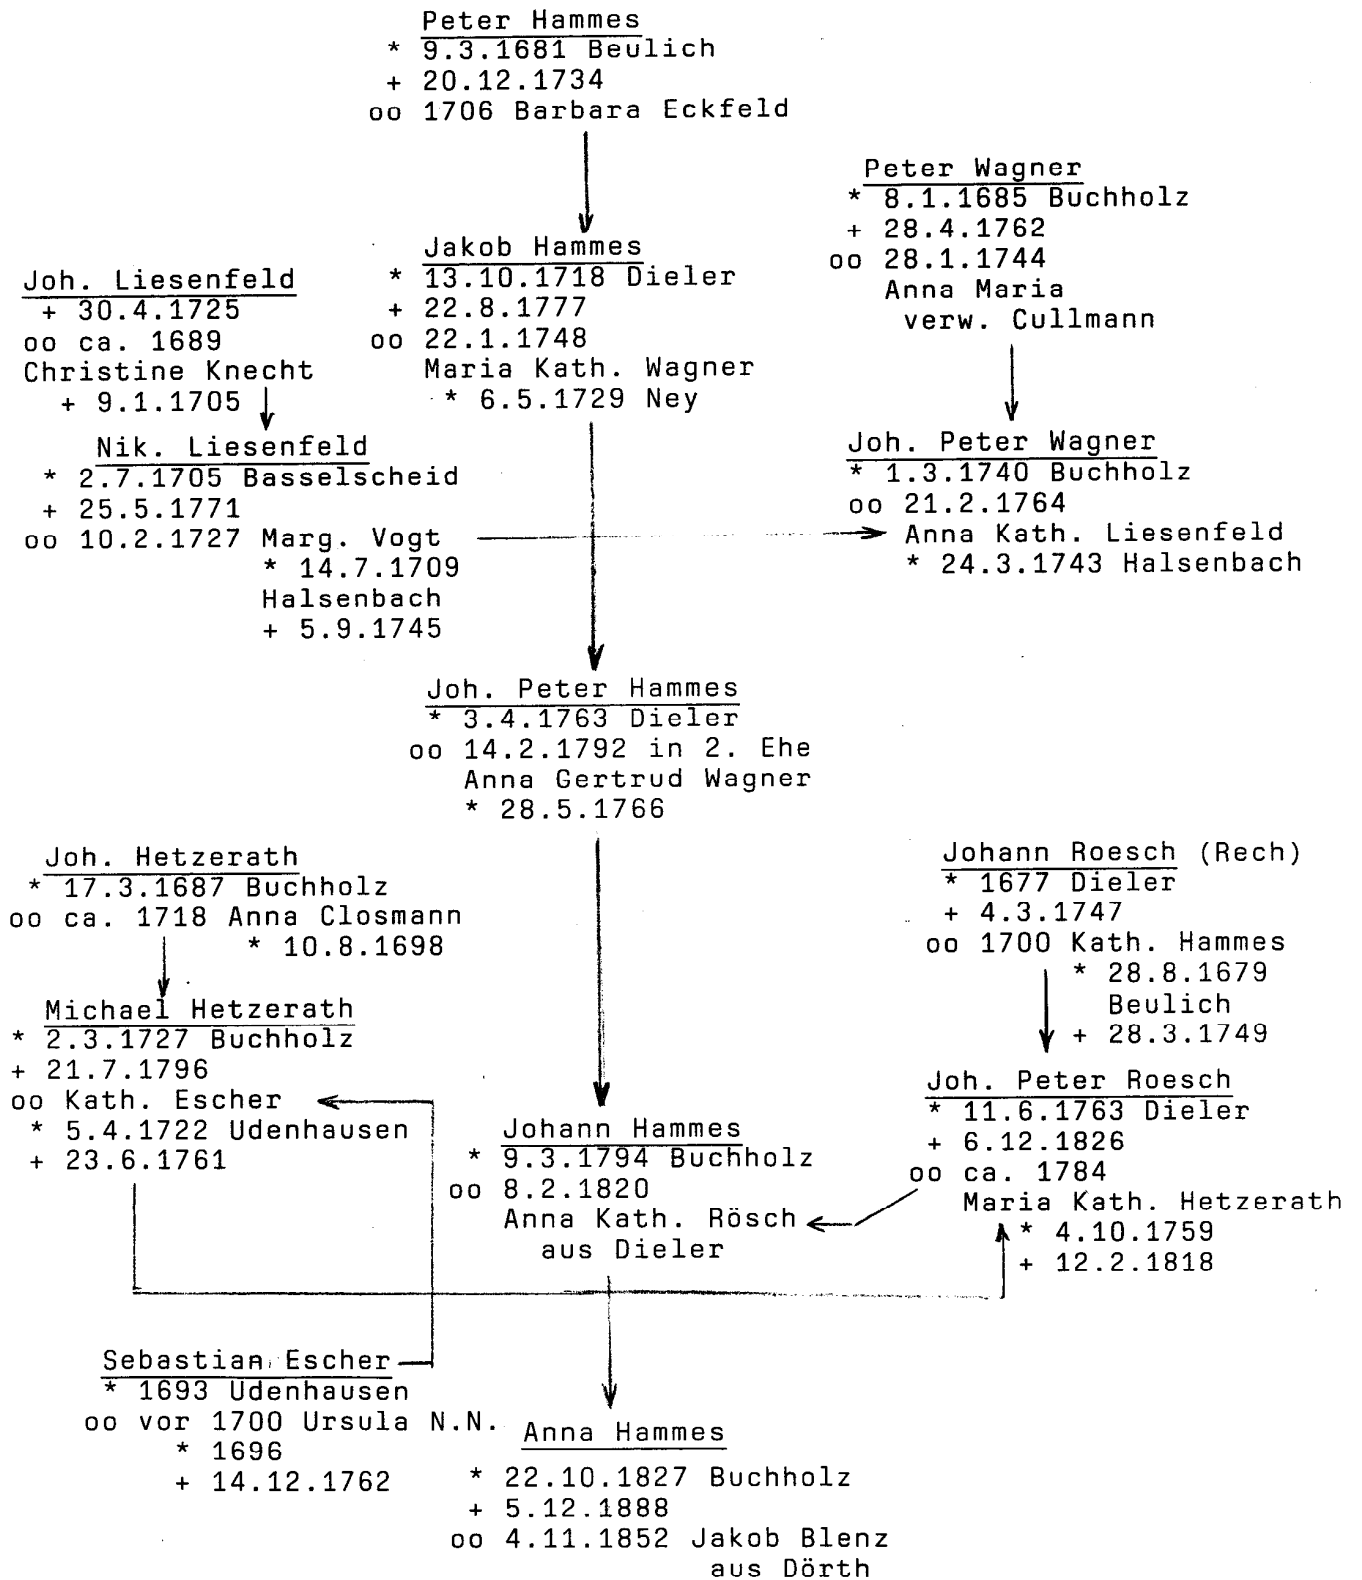 Peter Hammes
* 9.3.1681 Beulich
+ 20.12.1734
oo 1706 Barbara Eckfeld
Peter Wagner
* 8.1.1685 Buchholz
+ 28.4.1762
oo 28.1.1744
Anna Maria
verw. Cullmann
Jakob Hammes
* 13.10.1718 Dieler
+ 22.8.1777
oo 22.1.1748
Maria Kath. Wagner
* 6.5.1729 Ney
Joh. Liesenfeld
+ 30.4.1725
oo ca. 1689
Christine Knecht
+ 9.1.1705
Nik. Liesenfeld
* 2.7.1705 Basselscheid
+ 25.5.1771
oo 10.2.1727 Marg. Vogt
* 14.7.1709
Halsenbach
+ 5.9.1745
Joh. Peter Wagner
* 1.3.1740 Buchholz
oo 21.2.1764
Anna Kath. Liesenfeld
* 24.3.1743 Halsenbach
Joh. Peter Hammes
* 3.4.1763 Dieler
oo 14.2.1792 in 2. Ehe
Anna Gertrud Wagner
* 28.5.1766
Joh. Hetzerath
* 17.3.1687 Buchholz
oo ca. 1718 Anna Closmann
* 10.8.1698
Michael Hetzerath
* 2.3.1727 Buchholz
+ 21.7.1796
oo Kath. Escher
* 5.4.1722 Udenhausen
+ 23.6.1761
Johann Roesch (Rech)
* 1677 Dieler
+ 4.3.1747
oo 1700 Kath. Hammes
* 28.8.1679
Beulich
+ 28.3.1749
Joh. Peter Roesch
* 11.6.1763 Dieler
+ 6.12.1826
oo ca. 1784
Maria Kath. Hetzerath
* 4.10.1759
+ 12.2.1818
Johann Hammes
* 9.3.1794 Buchholz
oo 8.2.1820
Anna Kath. Rösch
aus Dieler
Sebastian Escher
* 1693 Udenhausen
oo vor 1700 Ursula N.N.
* 1696
+ 14.12.1762
Anna Hammes
* 22.10.1827 Buchholz
+ 5.12.1888
oo 4.11.1852 Jakob Blenz
aus Dörth